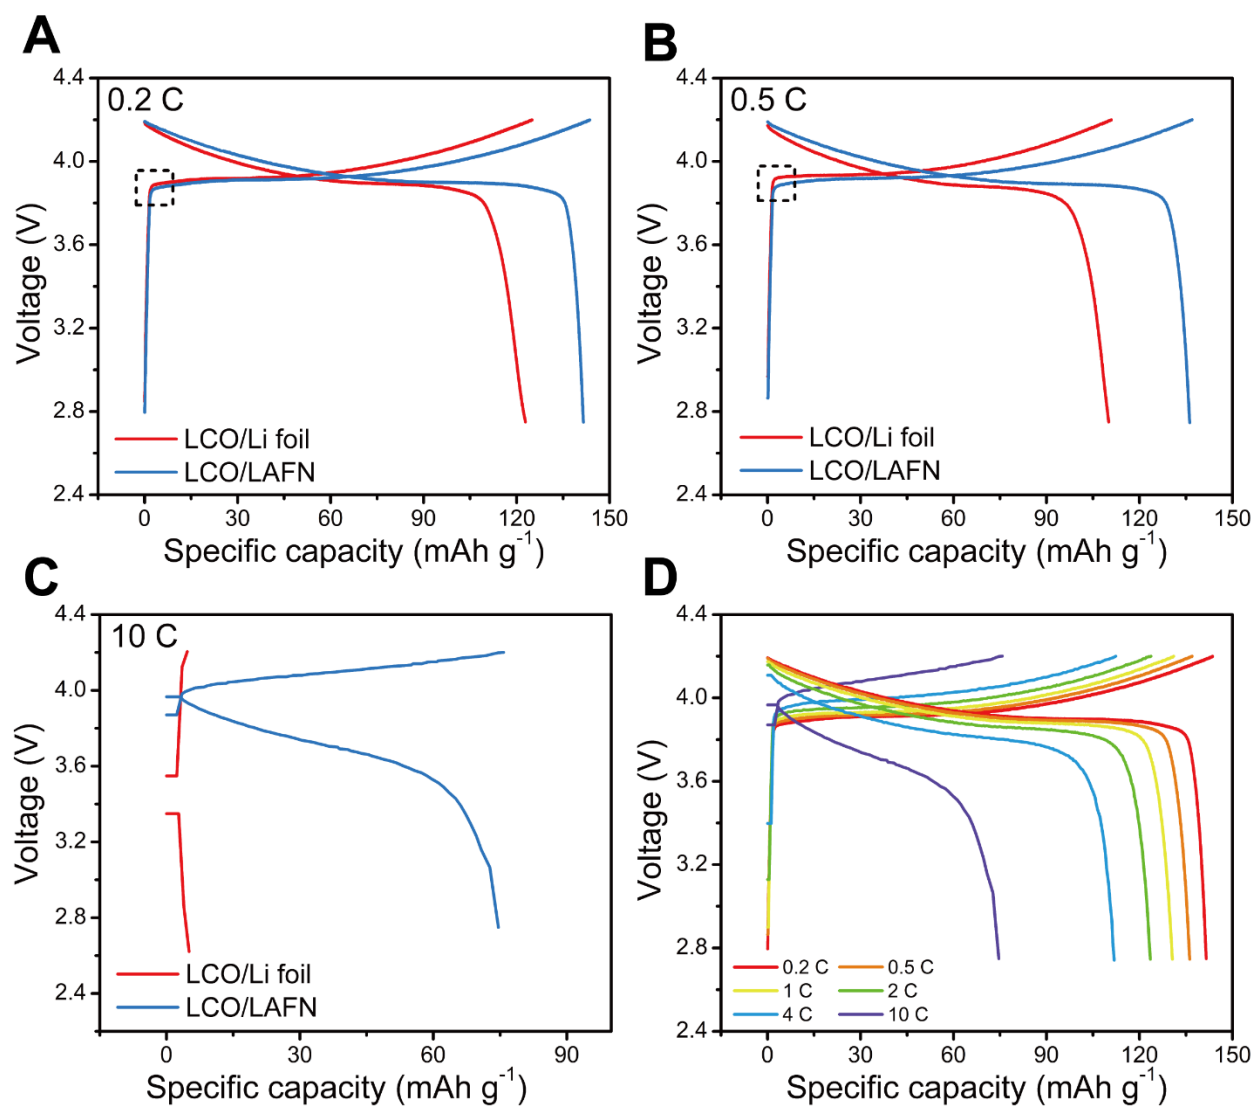 A
0.2 C
4.4
4.0
3.6
3.2
2.8
2.4
Voltage (V)
LCO/Li foil
LCO/LAFN
0 30 60 90 120 150
Specific capacity (mAh g⁻¹)
B
0.5 C
4.4
4.0
3.6
3.2
2.8
2.4
Voltage (V)
LCO/Li foil
LCO/LAFN
0 30 60 90 120 150
Specific capacity (mAh g⁻¹)
C
10 C
4.4
4.0
3.6
3.2
2.8
2.4
Voltage (V)
LCO/Li foil
LCO/LAFN
0 30 60 90
Specific capacity (mAh g⁻¹)
D
4.4
4.0
3.6
3.2
2.8
2.4
Voltage (V)
0.2 C 0.5 C
1 C 2 C
4 C 10 C
0 30 60 90 120 150
Specific capacity (mAh g⁻¹)